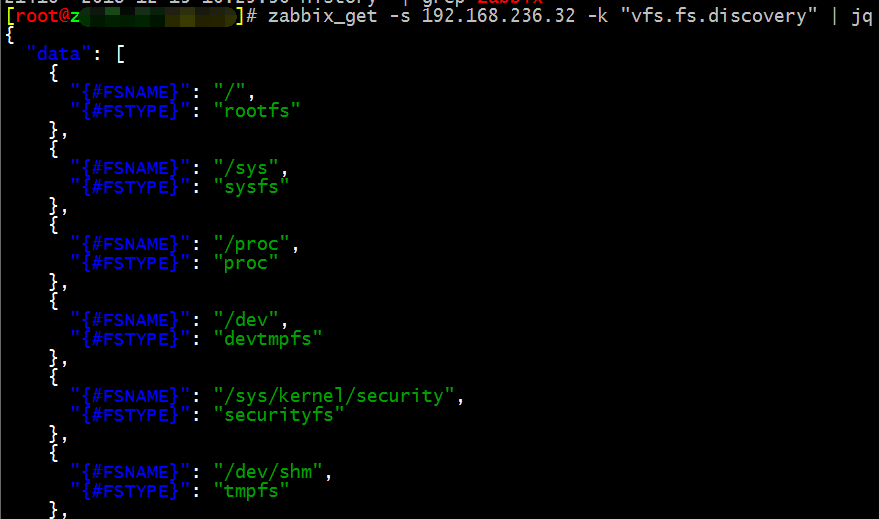 [root@z ]# zabbix_get -s 192.168.236.32 -k "vfs.fs.discovery" | jq
{
  "data": [
    {
      "{#FSNAME}": "/",
      "{#FSTYPE}": "rootfs"
    },
    {
      "{#FSNAME}": "/sys",
      "{#FSTYPE}": "sysfs"
    },
    {
      "{#FSNAME}": "/proc",
      "{#FSTYPE}": "proc"
    },
    {
      "{#FSNAME}": "/dev",
      "{#FSTYPE}": "devtmpfs"
    },
    {
      "{#FSNAME}": "/sys/kernel/security",
      "{#FSTYPE}": "securityfs"
    },
    {
      "{#FSNAME}": "/dev/shm",
      "{#FSTYPE}": "tmpfs"
    },